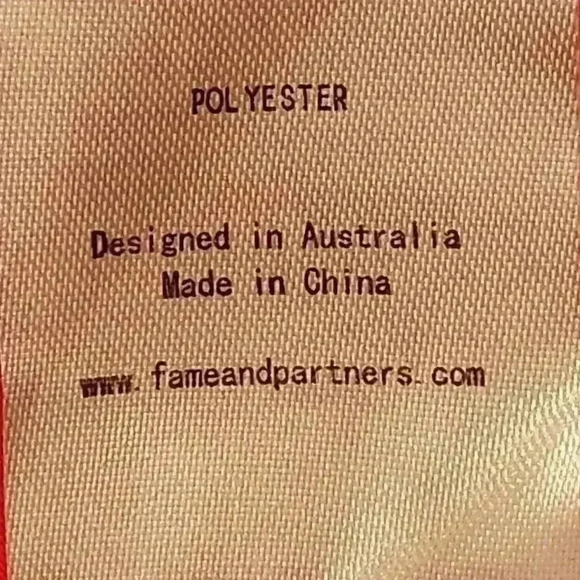 POLYESTER
Designed in Australia
Made in China
www.fameandpartners.com